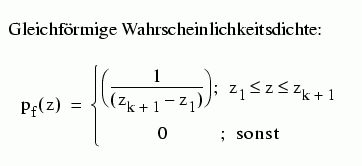 Gleichförmige Wahrscheinlichkeitsdichte:
p_f(z) = { (1 / (z_{k + 1} − z_1)) ; z_1 ≤ z ≤ z_{k + 1}
0 ; sonst